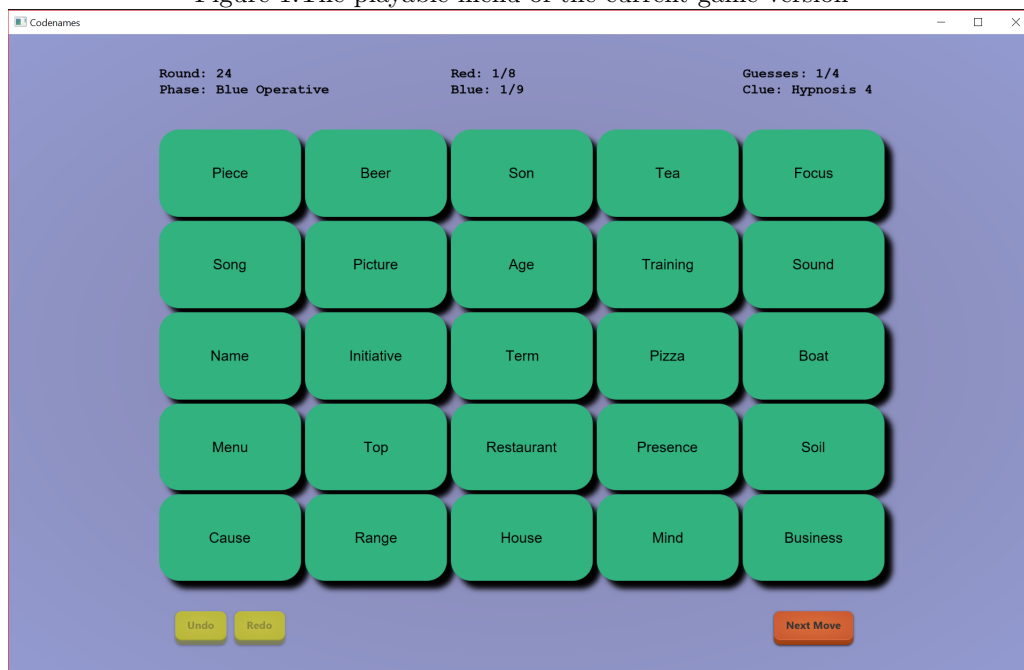 Figure 1:The playable menu of the current game version
Codenames
Round: 24 Red: 1/8 Guesses: 1/4
Phase: Blue Operative Blue: 1/9 Clue: Hypnosis 4
Piece Beer Son Tea Focus
Song Picture Age Training Sound
Name Initiative Term Pizza Boat
Menu Top Restaurant Presence Soil
Cause Range House Mind Business
Undo Redo Next Move